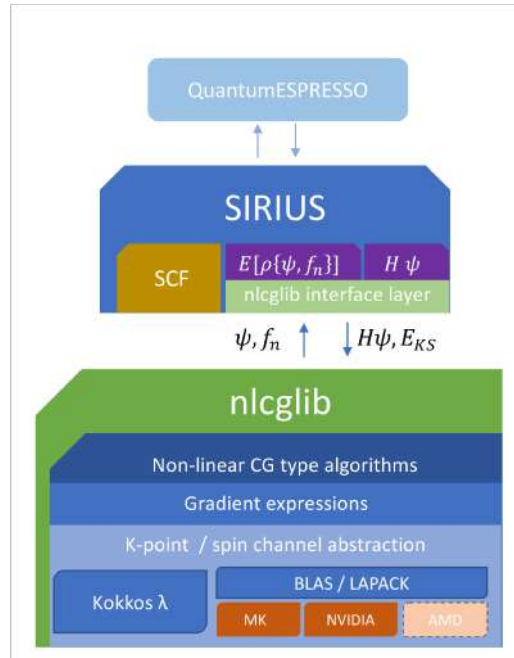 QuantumESPRESSO
SIRIUS
SCF
E[ρ{ψ, fₙ}]
H ψ
nlcglib interface layer
ψ, fₙ
Hψ, E_KS
nlcglib
Non-linear CG type algorithms
Gradient expressions
K-point / spin channel abstraction
Kokkos λ
BLAS / LAPACK
MK
NVIDIA
AMD